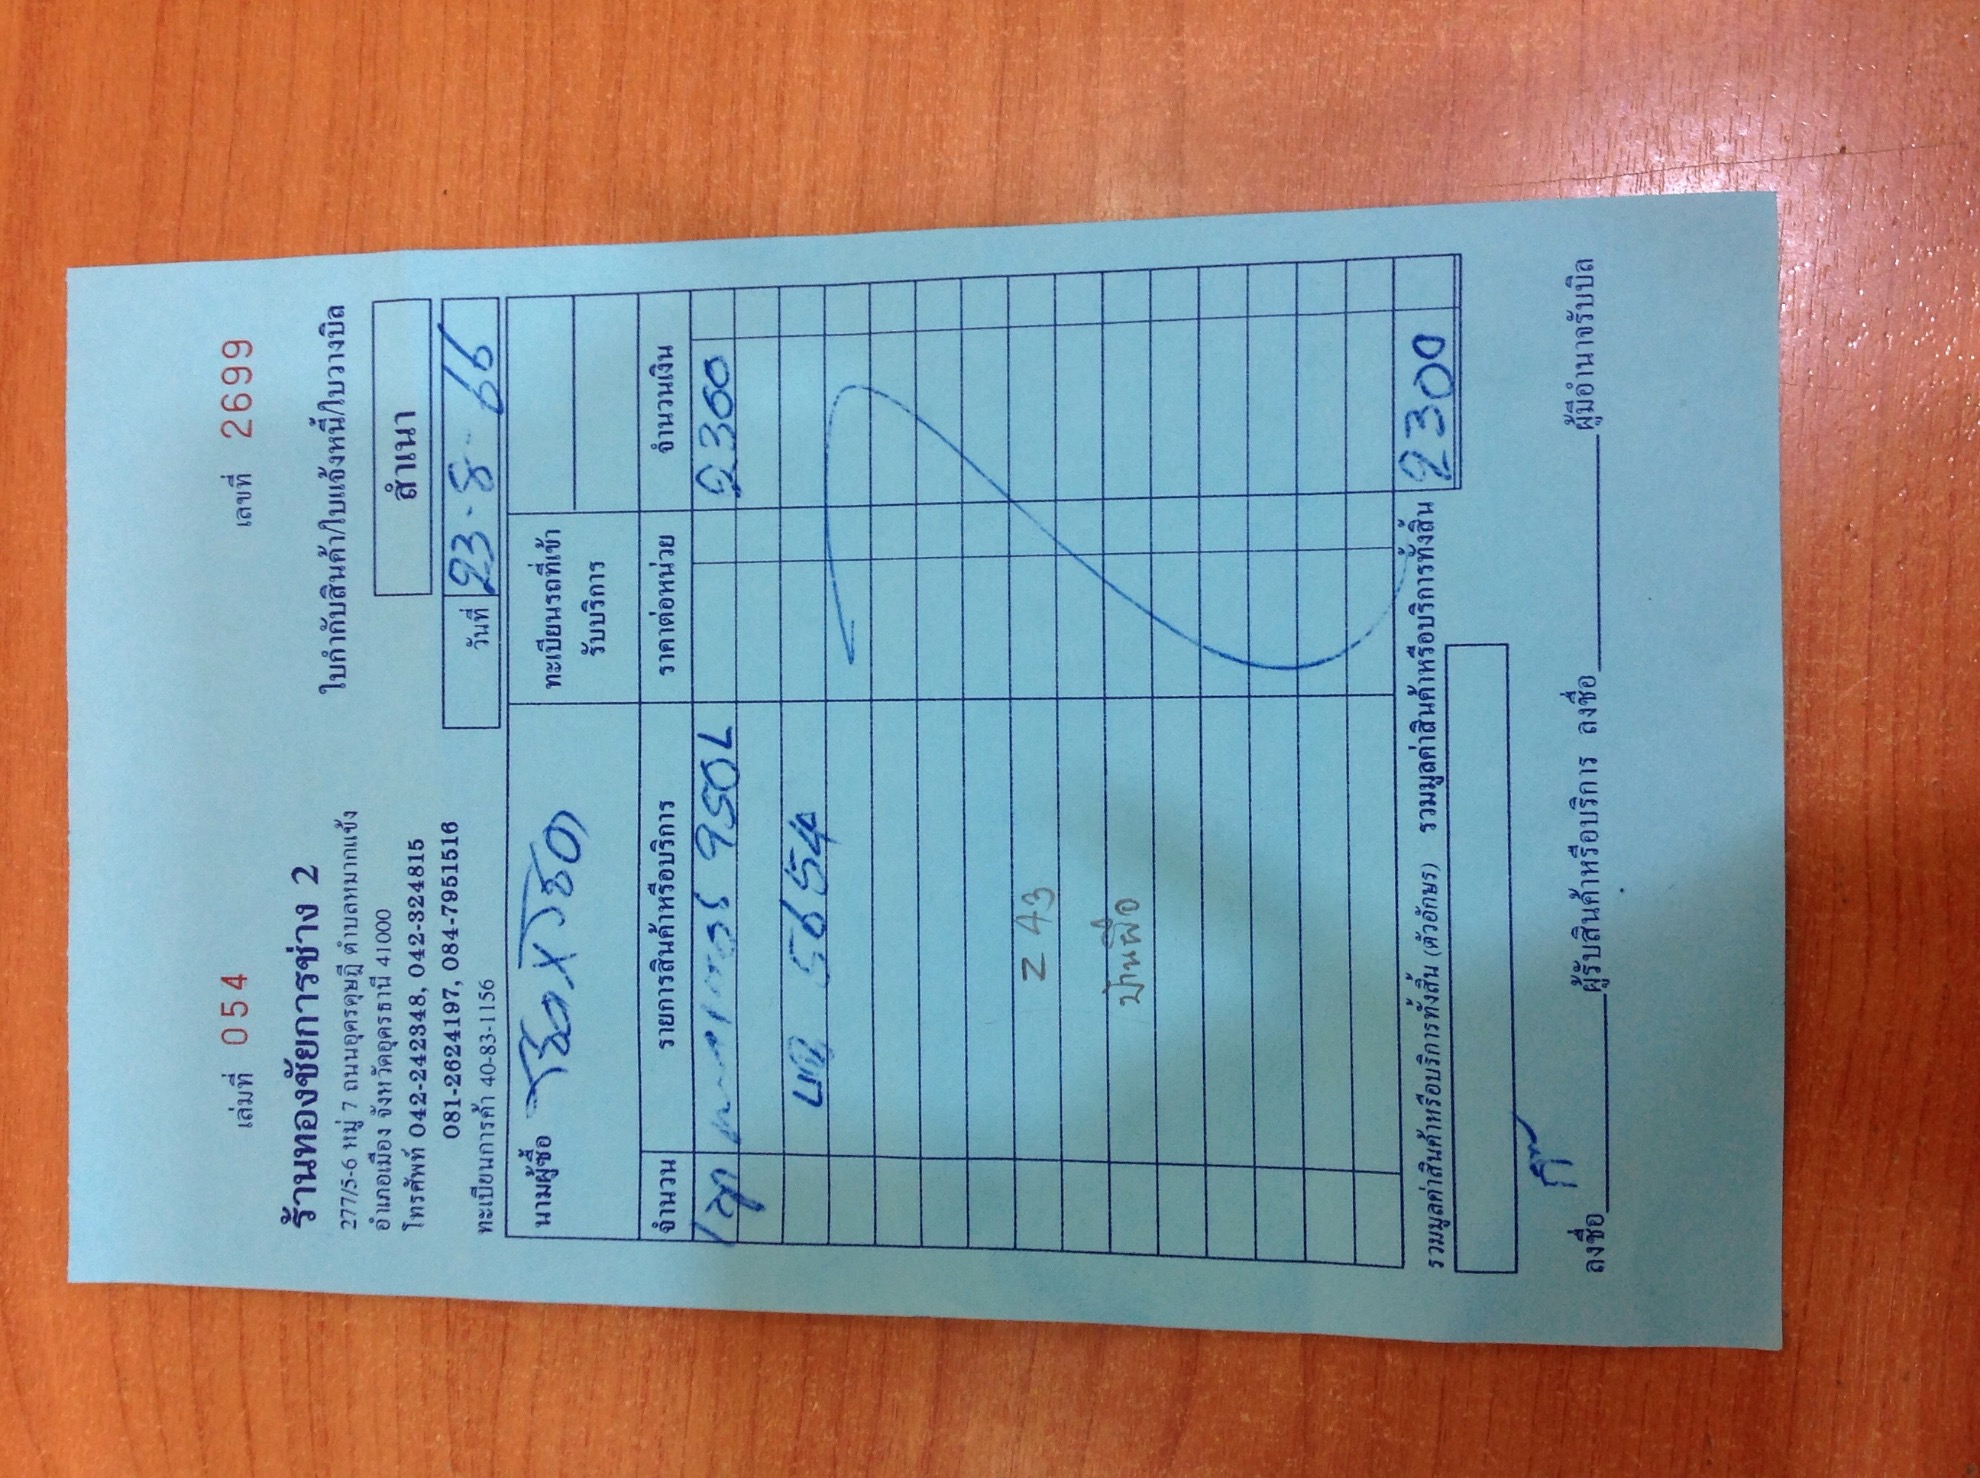 เล่มที่ 054 เลขที่ 2699
ร้านทองชัยการช่าง 2
277/5-6 หมู่ 7 ถนนอุดรดุษฎี ตำบลหมากแข้ง
อำเภอเมือง จังหวัดอุดรธานี 41000
โทรศัพท์ 042-242348, 042-324815
081-2624197, 084-7951516
ทะเบียนการค้า 40-83-1156
ใบกำกับสินค้า/ใบแจ้งหนี้/ใบวางบิล
สำเนา
วันที่ 23-8-66
นามผู้ซื้อ
ทะเบียนรถที่เข้า
รับบริการ
จำนวน รายการสินค้าหรือบริการ ราคาต่อหน่วย จำนวนเงิน
950L 2300
5654
Z 43
บ้านผือ
รวมมูลค่าสินค้าหรือบริการทั้งสิ้น (ตัวอักษร) รวมมูลค่าสินค้าหรือบริการทั้งสิ้น 2300
ลงชื่อ ผู้รับสินค้าหรือบริการ ลงชื่อ ผู้มีอำนาจรับบิล